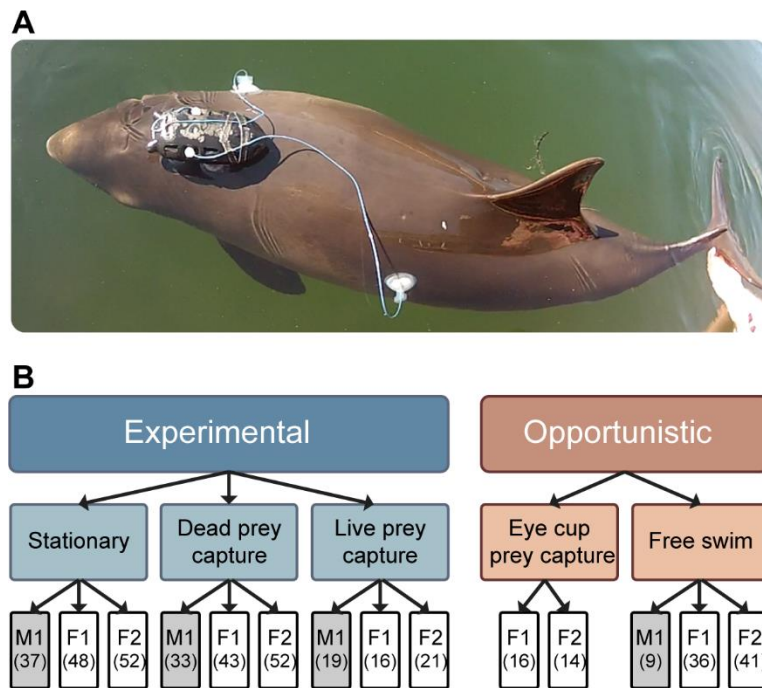 A
B
Experimental
Opportunistic
Stationary
Dead prey
capture
Live prey
capture
Eye cup
prey capture
Free swim
M1
(37)
F1
(48)
F2
(52)
M1
(33)
F1
(43)
F2
(52)
M1
(19)
F1
(16)
F2
(21)
F1
(16)
F2
(14)
M1
(9)
F1
(36)
F2
(41)